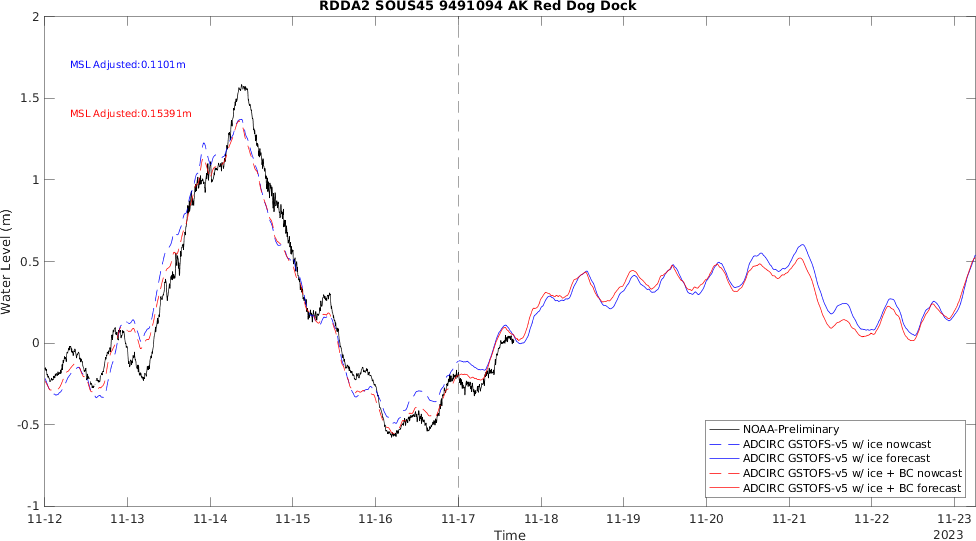 RDDA2 SOUS45 9491094 AK Red Dog Dock
2
MSL Adjusted:0.1101m
1.5
MSL Adjusted:0.15391m
1
0.5
Water Level (m)
0
-0.5
NOAA-Preliminary
ADCIRC GSTOFS-v5 w/ ice nowcast
ADCIRC GSTOFS-v5 w/ ice forecast
ADCIRC GSTOFS-v5 w/ ice + BC nowcast
ADCIRC GSTOFS-v5 w/ ice + BC forecast
-1
11-12 11-13 11-14 11-15 11-16 11-17 11-18 11-19 11-20 11-21 11-22 11-23
Time 2023